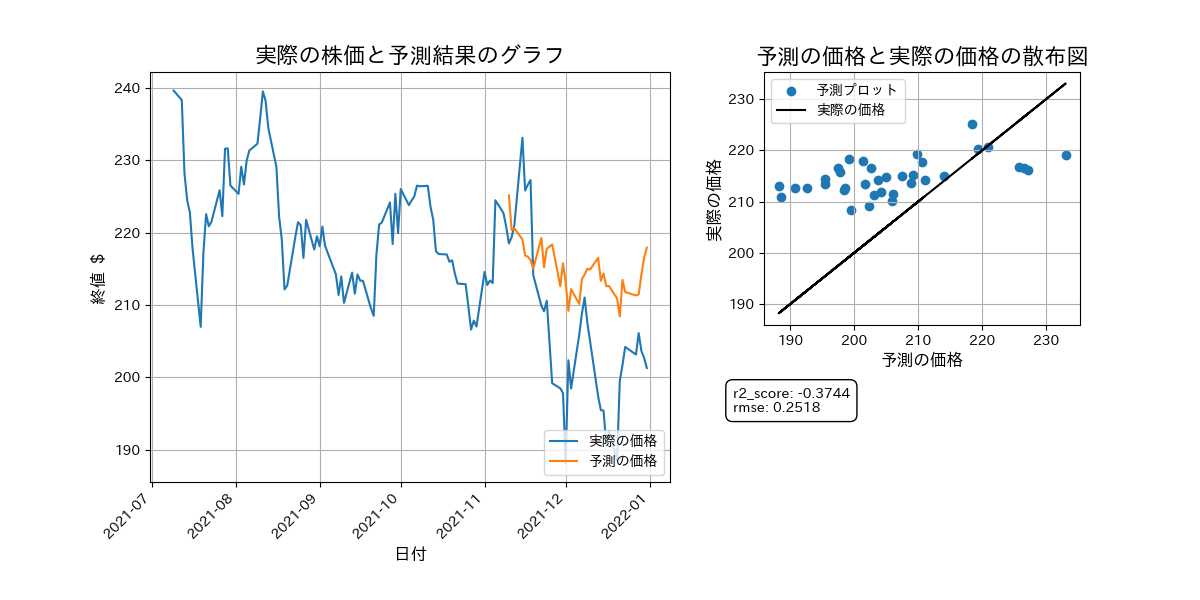 実際の株価と予測結果のグラフ
終値 $
240
230
220
210
200
190
2021-07
2021-08
2021-09
2021-10
2021-11
2021-12
2022-01
日付
実際の価格
予測の価格
予測の価格と実際の価格の散布図
実際の価格
230
220
210
200
190
190
200
210
220
230
予測の価格
予測プロット
実際の価格
r2_score: -0.3744
rmse: 0.2518